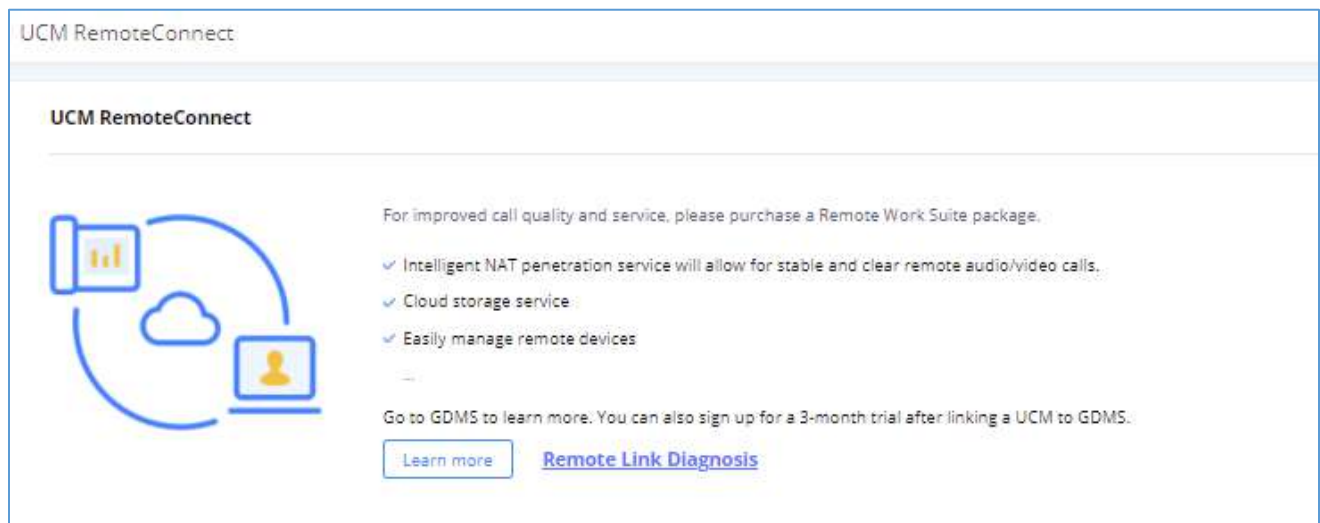 UCM RemoteConnect
UCM RemoteConnect
For improved call quality and service, please purchase a Remote Work Suite package.
Intelligent NAT penetration service will allow for stable and clear remote audio/video calls.
Cloud storage service
Easily manage remote devices
...
Go to GDMS to learn more. You can also sign up for a 3-month trial after linking a UCM to GDMS.
Learn more Remote Link Diagnosis